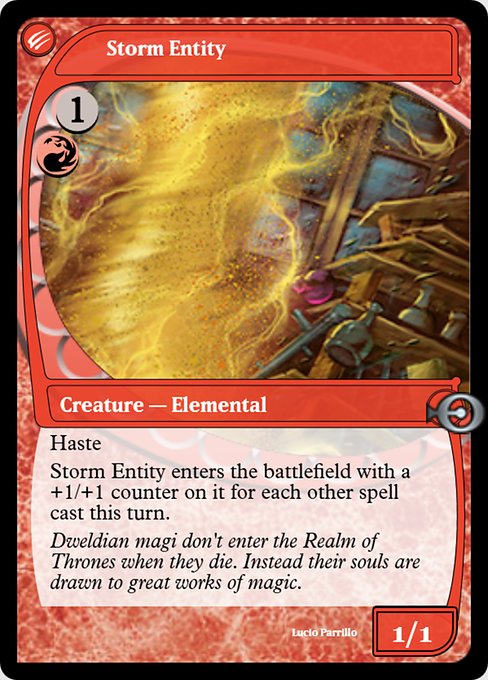 Storm Entity
1
Creature — Elemental
Haste
Storm Entity enters the battlefield with a
+1/+1 counter on it for each other spell
cast this turn.
Dweldian magi don't enter the Realm of
Thrones when they die. Instead their souls are
drawn to great works of magic.
Lucio Parrillo
1/1